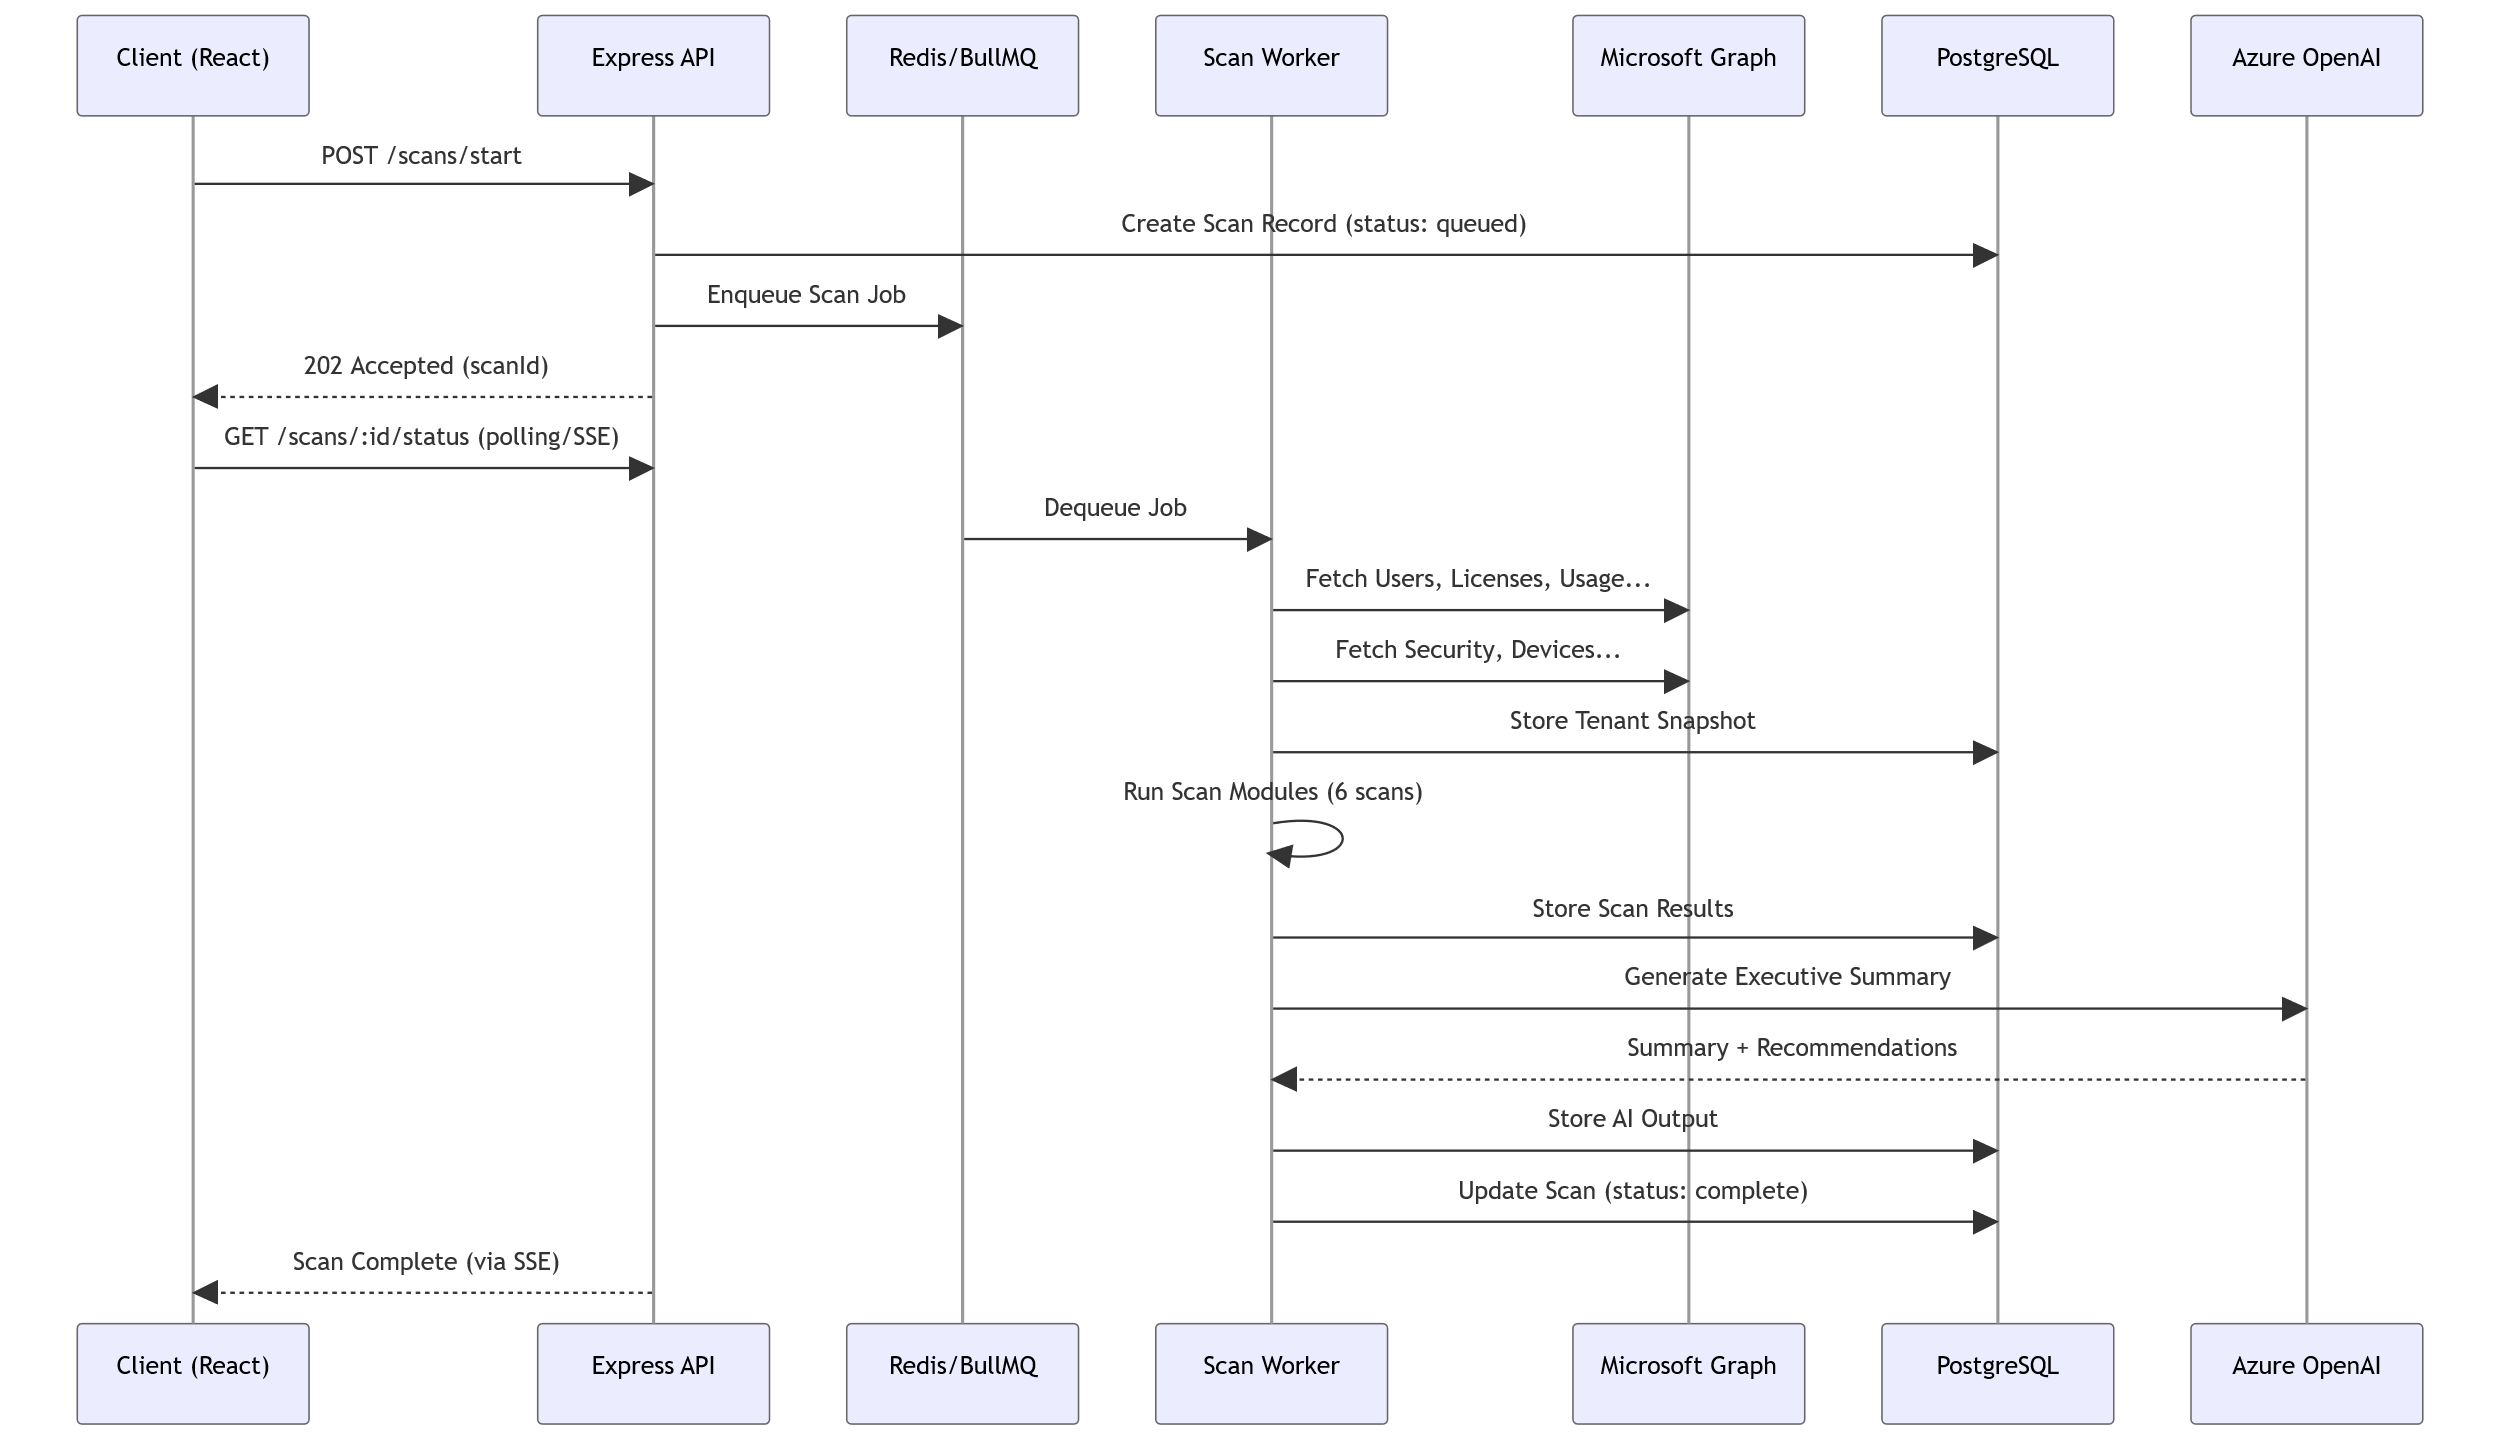 Client (React)
Express API
Redis/BullMQ
Scan Worker
Microsoft Graph
PostgreSQL
Azure OpenAI
POST /scans/start
Create Scan Record (status: queued)
Enqueue Scan Job
202 Accepted (scanId)
GET /scans/:id/status (polling/SSE)
Dequeue Job
Fetch Users, Licenses, Usage...
Fetch Security, Devices...
Store Tenant Snapshot
Run Scan Modules (6 scans)
Store Scan Results
Generate Executive Summary
Summary + Recommendations
Store AI Output
Update Scan (status: complete)
Scan Complete (via SSE)
Client (React)
Express API
Redis/BullMQ
Scan Worker
Microsoft Graph
PostgreSQL
Azure OpenAI